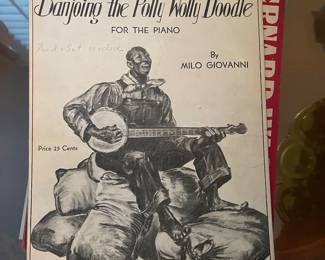 Banjoing the Polly Wolly Doodle
FOR THE PIANO
By
MILO GIOVANNI
Price 25 Cents